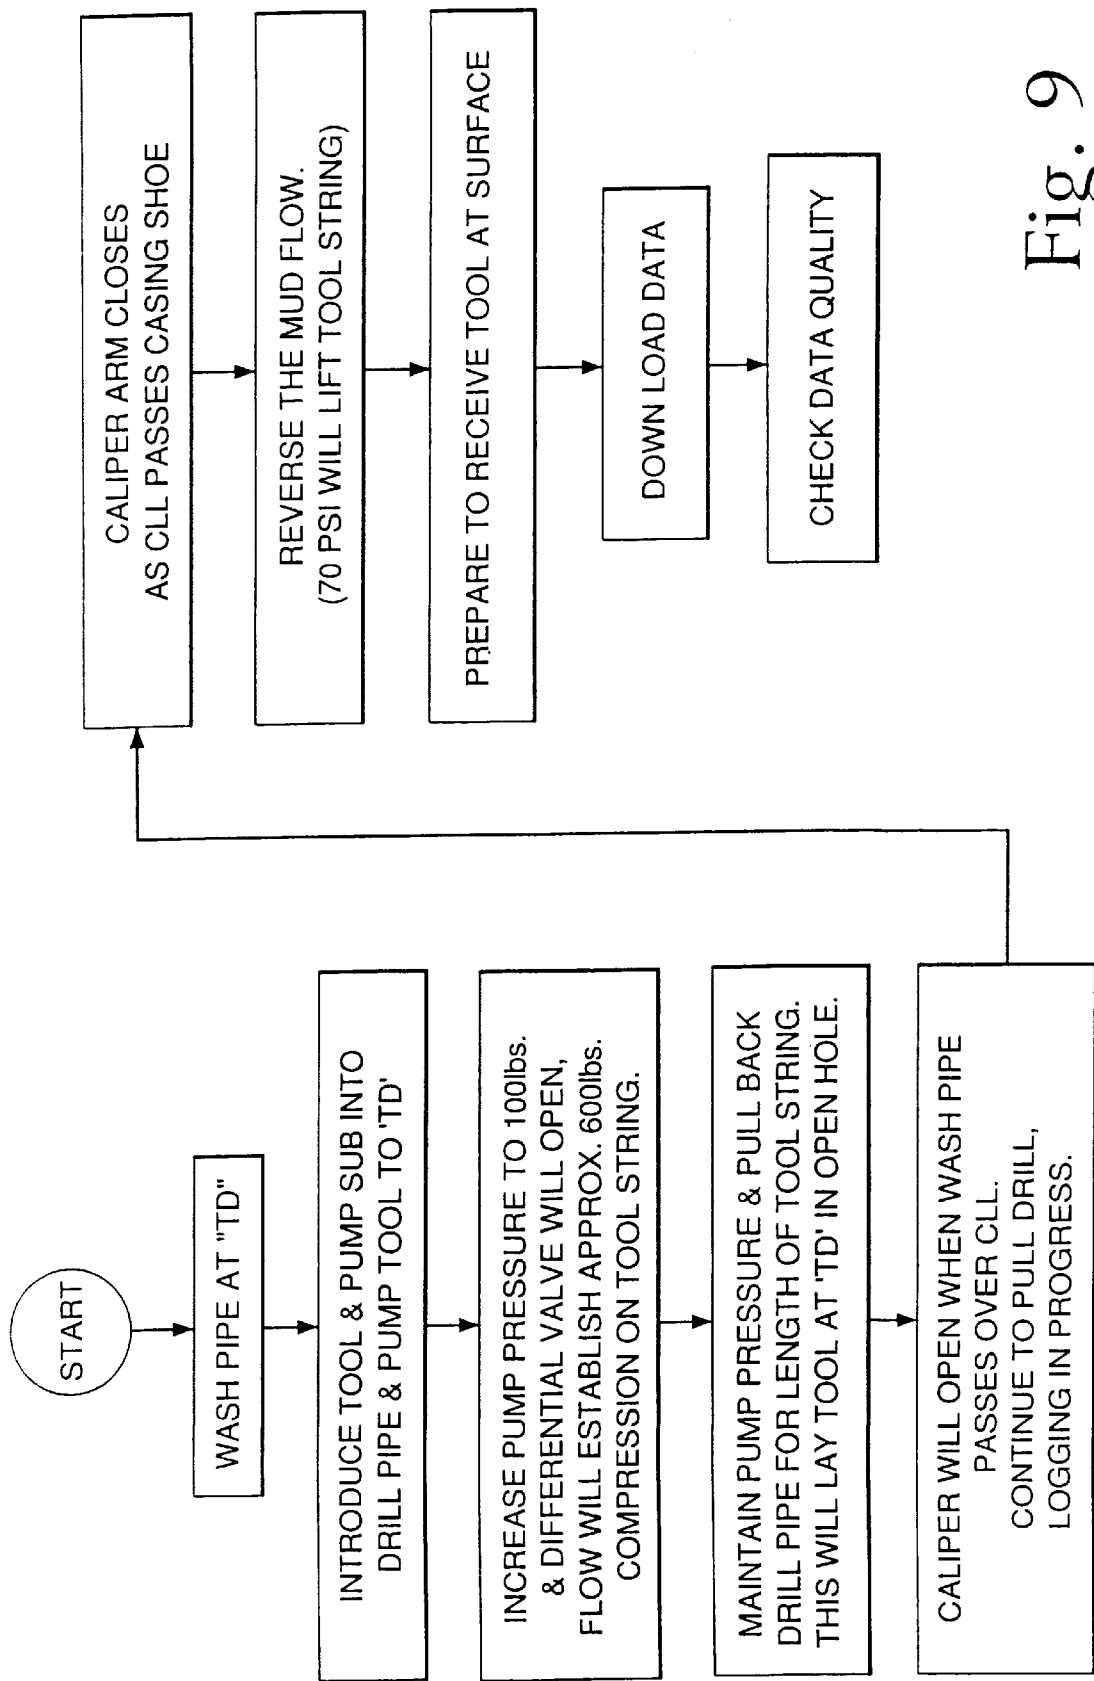 START
WASH PIPE AT "TD"
INTRODUCE TOOL & PUMP SUB INTO
DRILL PIPE & PUMP TOOL TO 'TD'
INCREASE PUMP PRESSURE TO 100lbs.
& DIFFERENTIAL VALVE WILL OPEN,
FLOW WILL ESTABLISH APPROX. 600lbs.
COMPRESSION ON TOOL STRING.
MAINTAIN PUMP PRESSURE & PULL BACK
DRILL PIPE FOR LENGTH OF TOOL STRING.
THIS WILL LAY TOOL AT 'TD' IN OPEN HOLE.
CALIPER WILL OPEN WHEN WASH PIPE
PASSES OVER CLL.
CONTINUE TO PULL DRILL,
LOGGING IN PROGRESS.
CALIPER ARM CLOSES
AS CLL PASSES CASING SHOE
REVERSE THE MUD FLOW.
(70 PSI WILL LIFT TOOL STRING)
PREPARE TO RECEIVE TOOL AT SURFACE
DOWN LOAD DATA
CHECK DATA QUALITY
Fig. 9